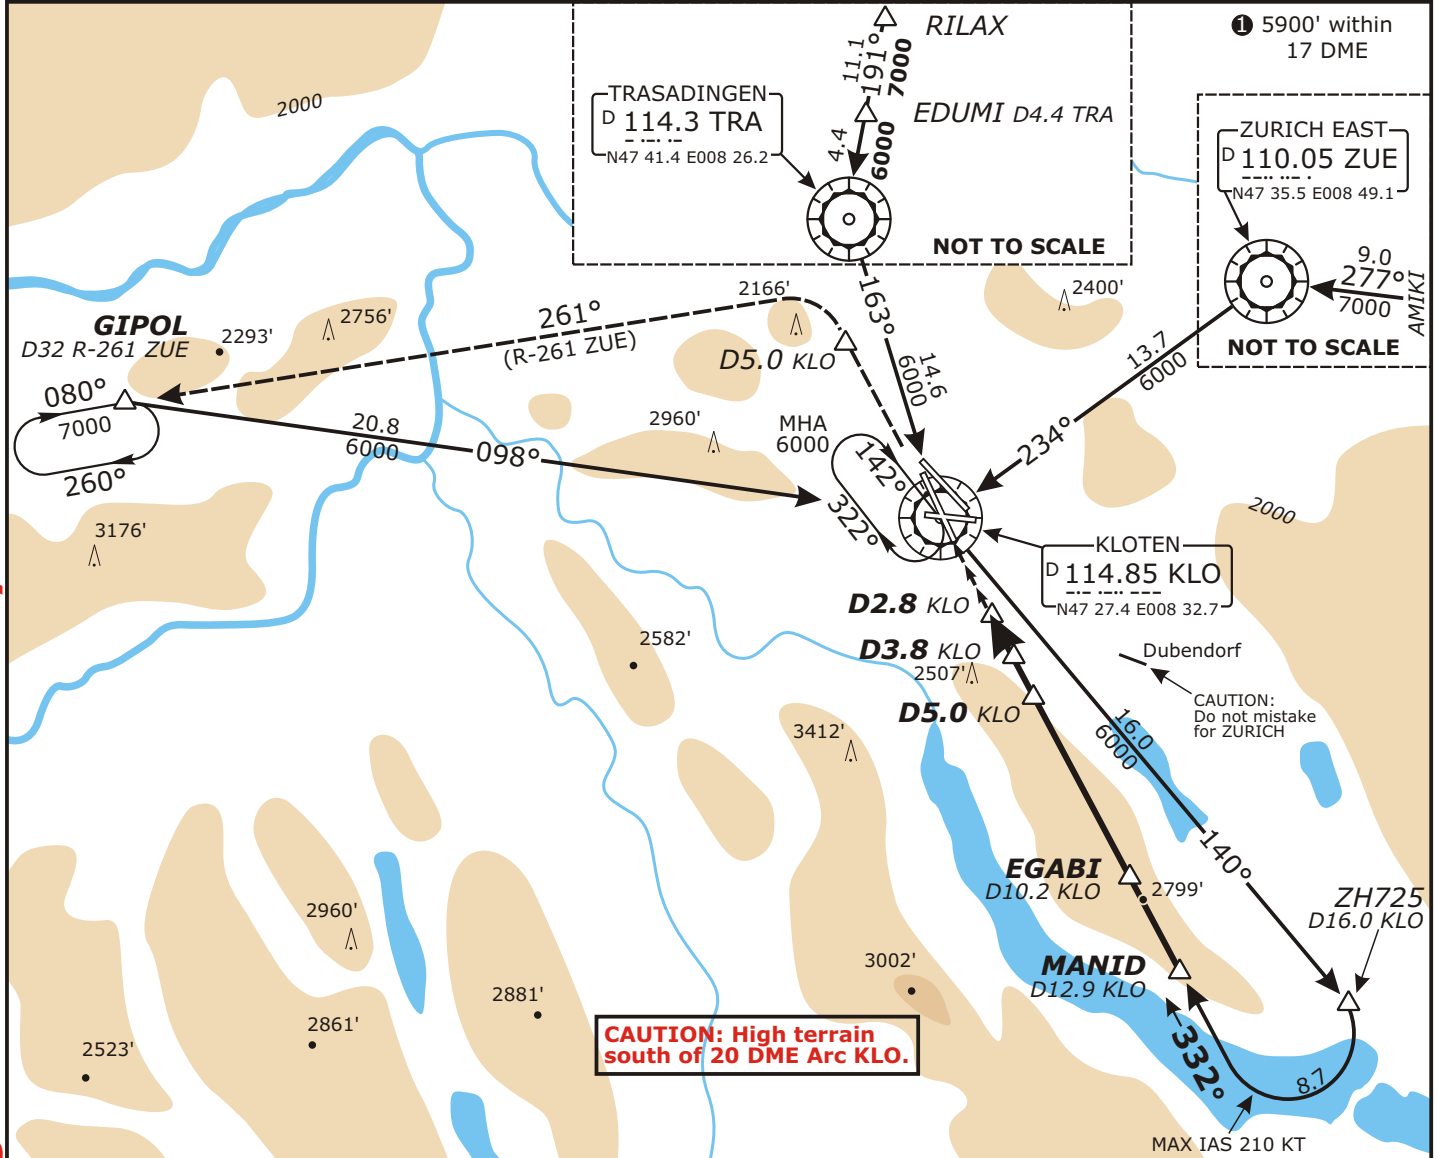 RILAX
❶ 5900' within
17 DME
11.1
191°
7000
TRASADINGEN
D 114.3 TRA
N47 41.4 E008 26.2
EDUMI D4.4 TRA
4.4
6000
NOT TO SCALE
ZURICH EAST
D 110.05 ZUE
N47 35.5 E008 49.1
9.0
277°
7000
AMIKI
NOT TO SCALE
2000
GIPOL
D32 R-261 ZUE
2293'
2756'
261°
(R-261 ZUE)
2166'
D5.0 KLO
163°
14.6
6000
2400'
13.7
6000
234°
080°
7000
260°
20.8
6000
098°
2960'
MHA
6000
142°
322°
3176'
2000
KLOTEN
D 114.85 KLO
N47 27.4 E008 32.7
D2.8 KLO
D3.8 KLO
2507'
D5.0 KLO
2582'
Dubendorf
CAUTION:
Do not mistake
for ZURICH
16.0
6000
140°
3412'
EGABI
D10.2 KLO
2799'
ZH725
D16.0 KLO
MANID
D12.9 KLO
2960'
3002'
2881'
2861'
2523'
CAUTION: High terrain
south of 20 DME Arc KLO.
332°
8.7
MAX IAS 210 KT